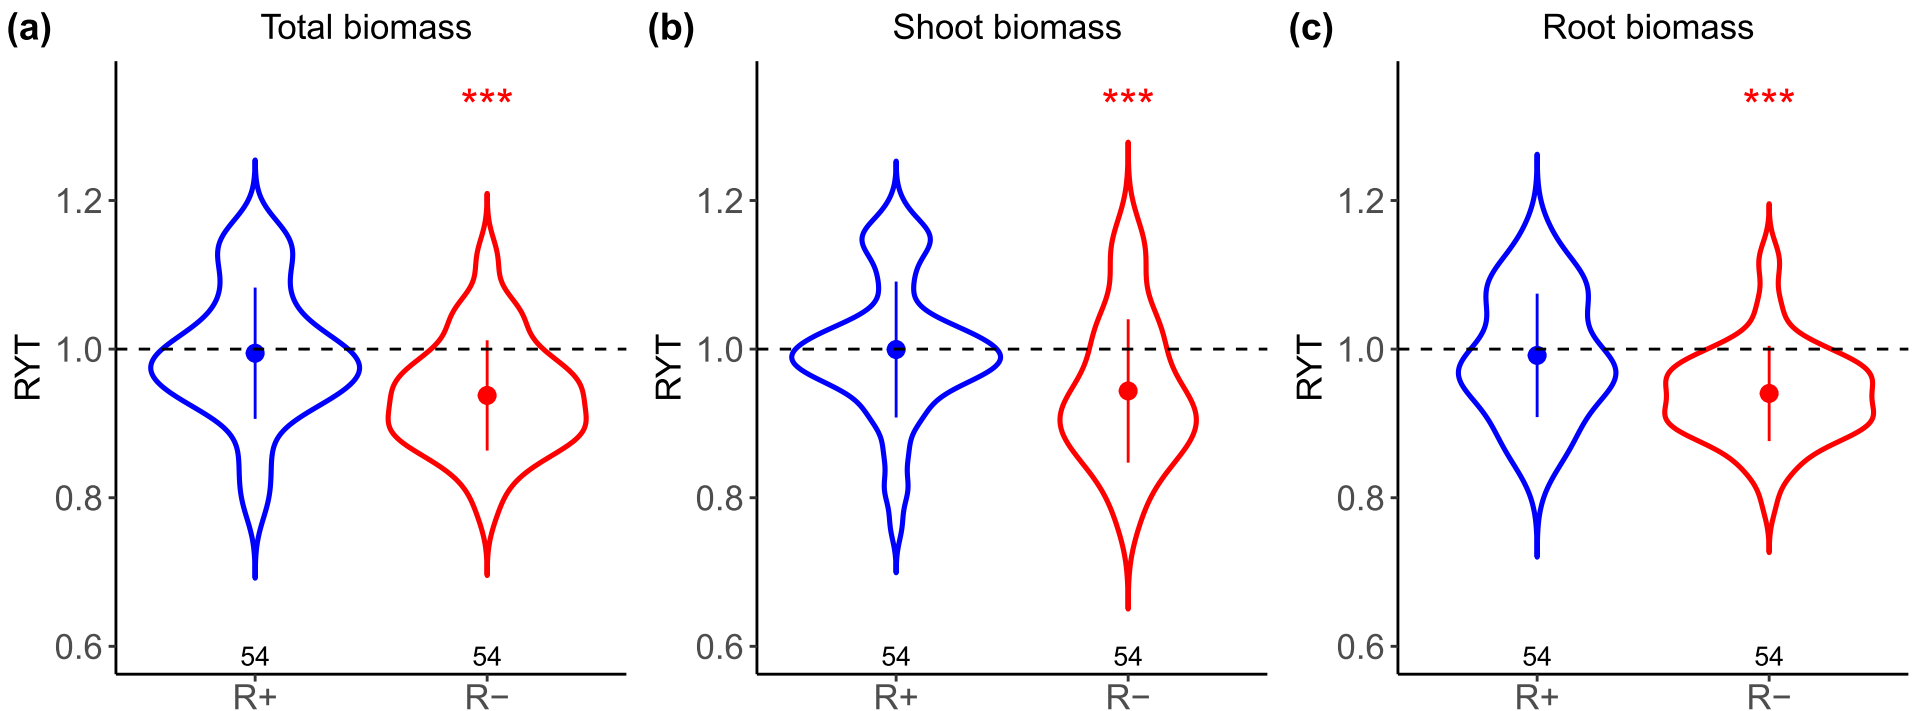 (a) Total biomass
***
RYT
1.2
1.0
0.8
0.6
54 54
R+ R−
(b) Shoot biomass
***
RYT
1.2
1.0
0.8
0.6
54 54
R+ R−
(c) Root biomass
***
RYT
1.2
1.0
0.8
0.6
54 54
R+ R−